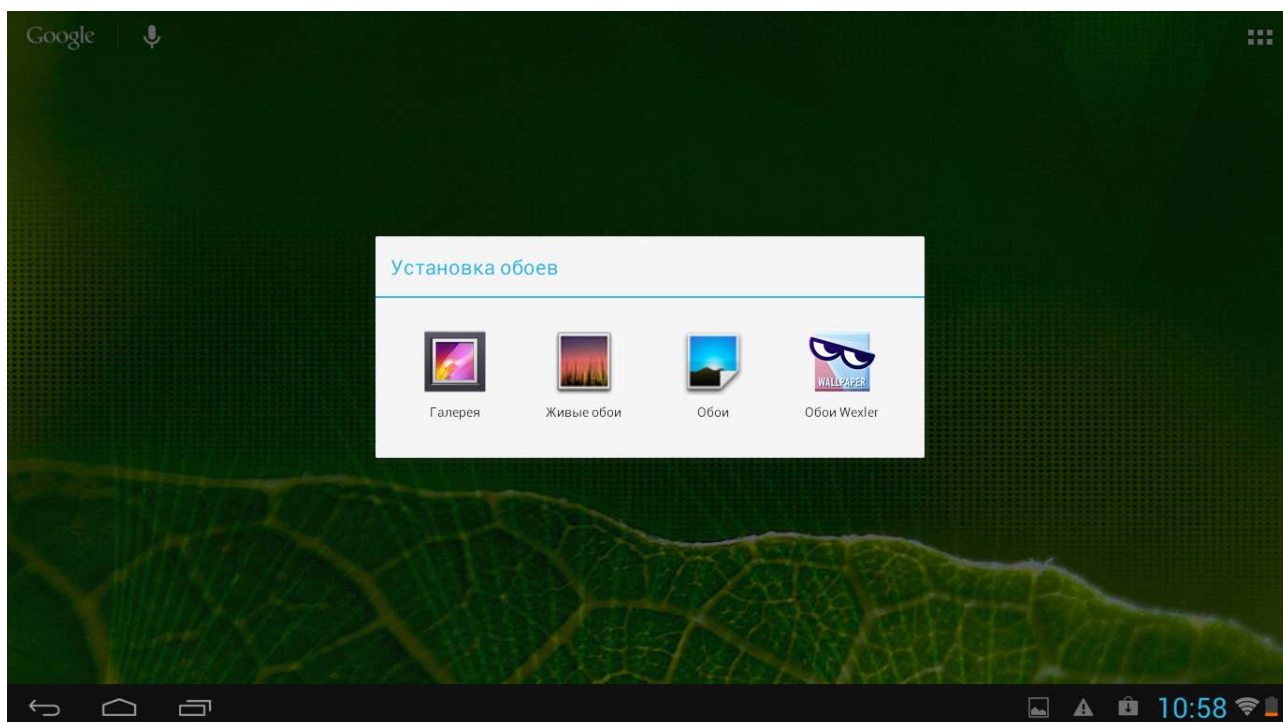 Google
Установка обоев
WALLPAPER
Галерея Живые обои Обои Обои Wexler
10:58